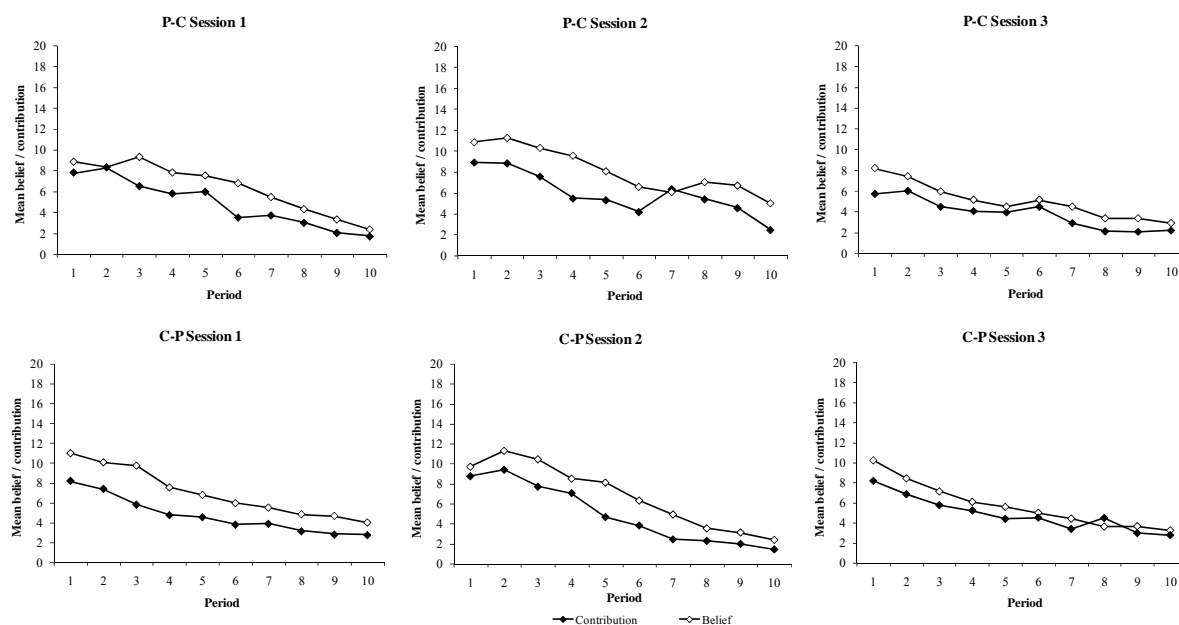 P-C Session 1
Mean belief / contribution
20
18
16
14
12
10
8
6
4
2
0
1 2 3 4 5 6 7 8 9 10
Period
P-C Session 2
Mean belief / contribution
20
18
16
14
12
10
8
6
4
2
0
1 2 3 4 5 6 7 8 9 10
Period
P-C Session 3
Mean belief / contribution
20
18
16
14
12
10
8
6
4
2
0
1 2 3 4 5 6 7 8 9 10
Period
C-P Session 1
Mean belief / contribution
20
18
16
14
12
10
8
6
4
2
0
1 2 3 4 5 6 7 8 9 10
Period
C-P Session 2
Mean belief / contribution
20
18
16
14
12
10
8
6
4
2
0
1 2 3 4 5 6 7 8 9 10
Period
C-P Session 3
Mean belief / contribution
20
18
16
14
12
10
8
6
4
2
0
1 2 3 4 5 6 7 8 9 10
Period
Contribution Belief